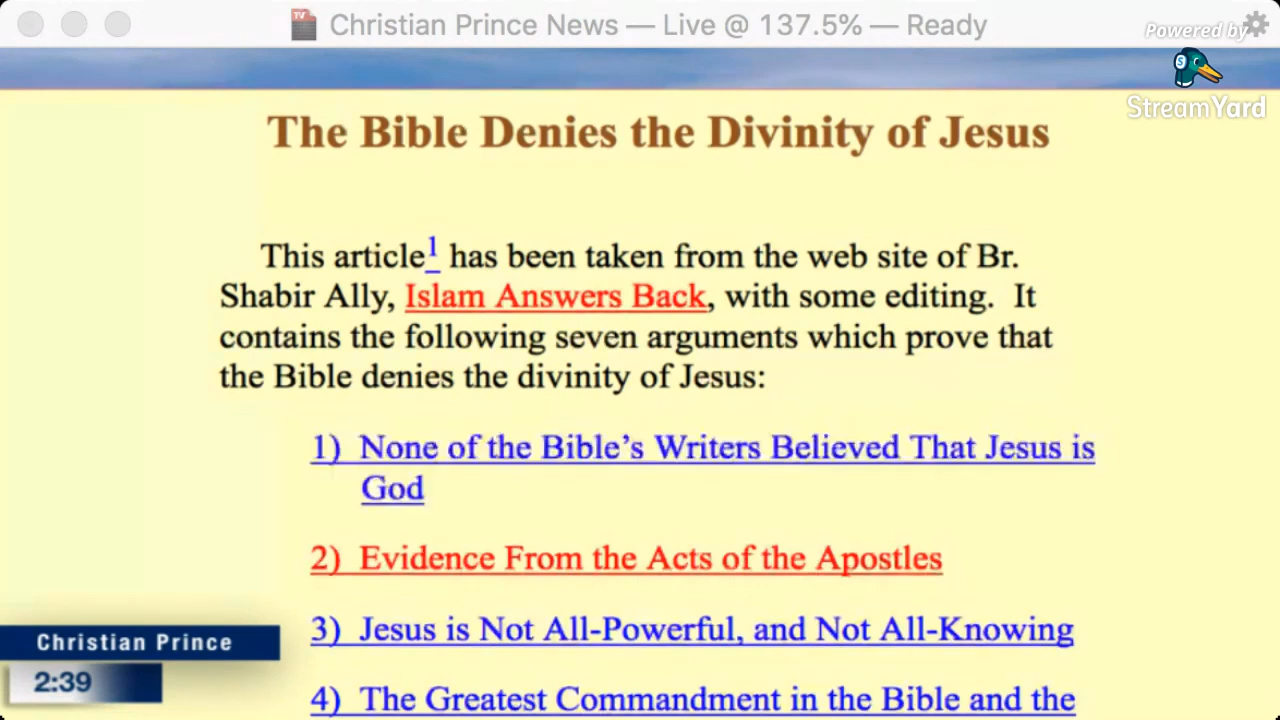 TV
Christian Prince News — Live @ 137.5% — Ready
Powered by
S
StreamYard
The Bible Denies the Divinity of Jesus
This article1 has been taken from the web site of Br.
Shabir Ally, Islam Answers Back, with some editing. It
contains the following seven arguments which prove that
the Bible denies the divinity of Jesus:
1) None of the Bible’s Writers Believed That Jesus is
God
2) Evidence From the Acts of the Apostles
3) Jesus is Not All-Powerful, and Not All-Knowing
4) The Greatest Commandment in the Bible and the
Christian Prince
2:39